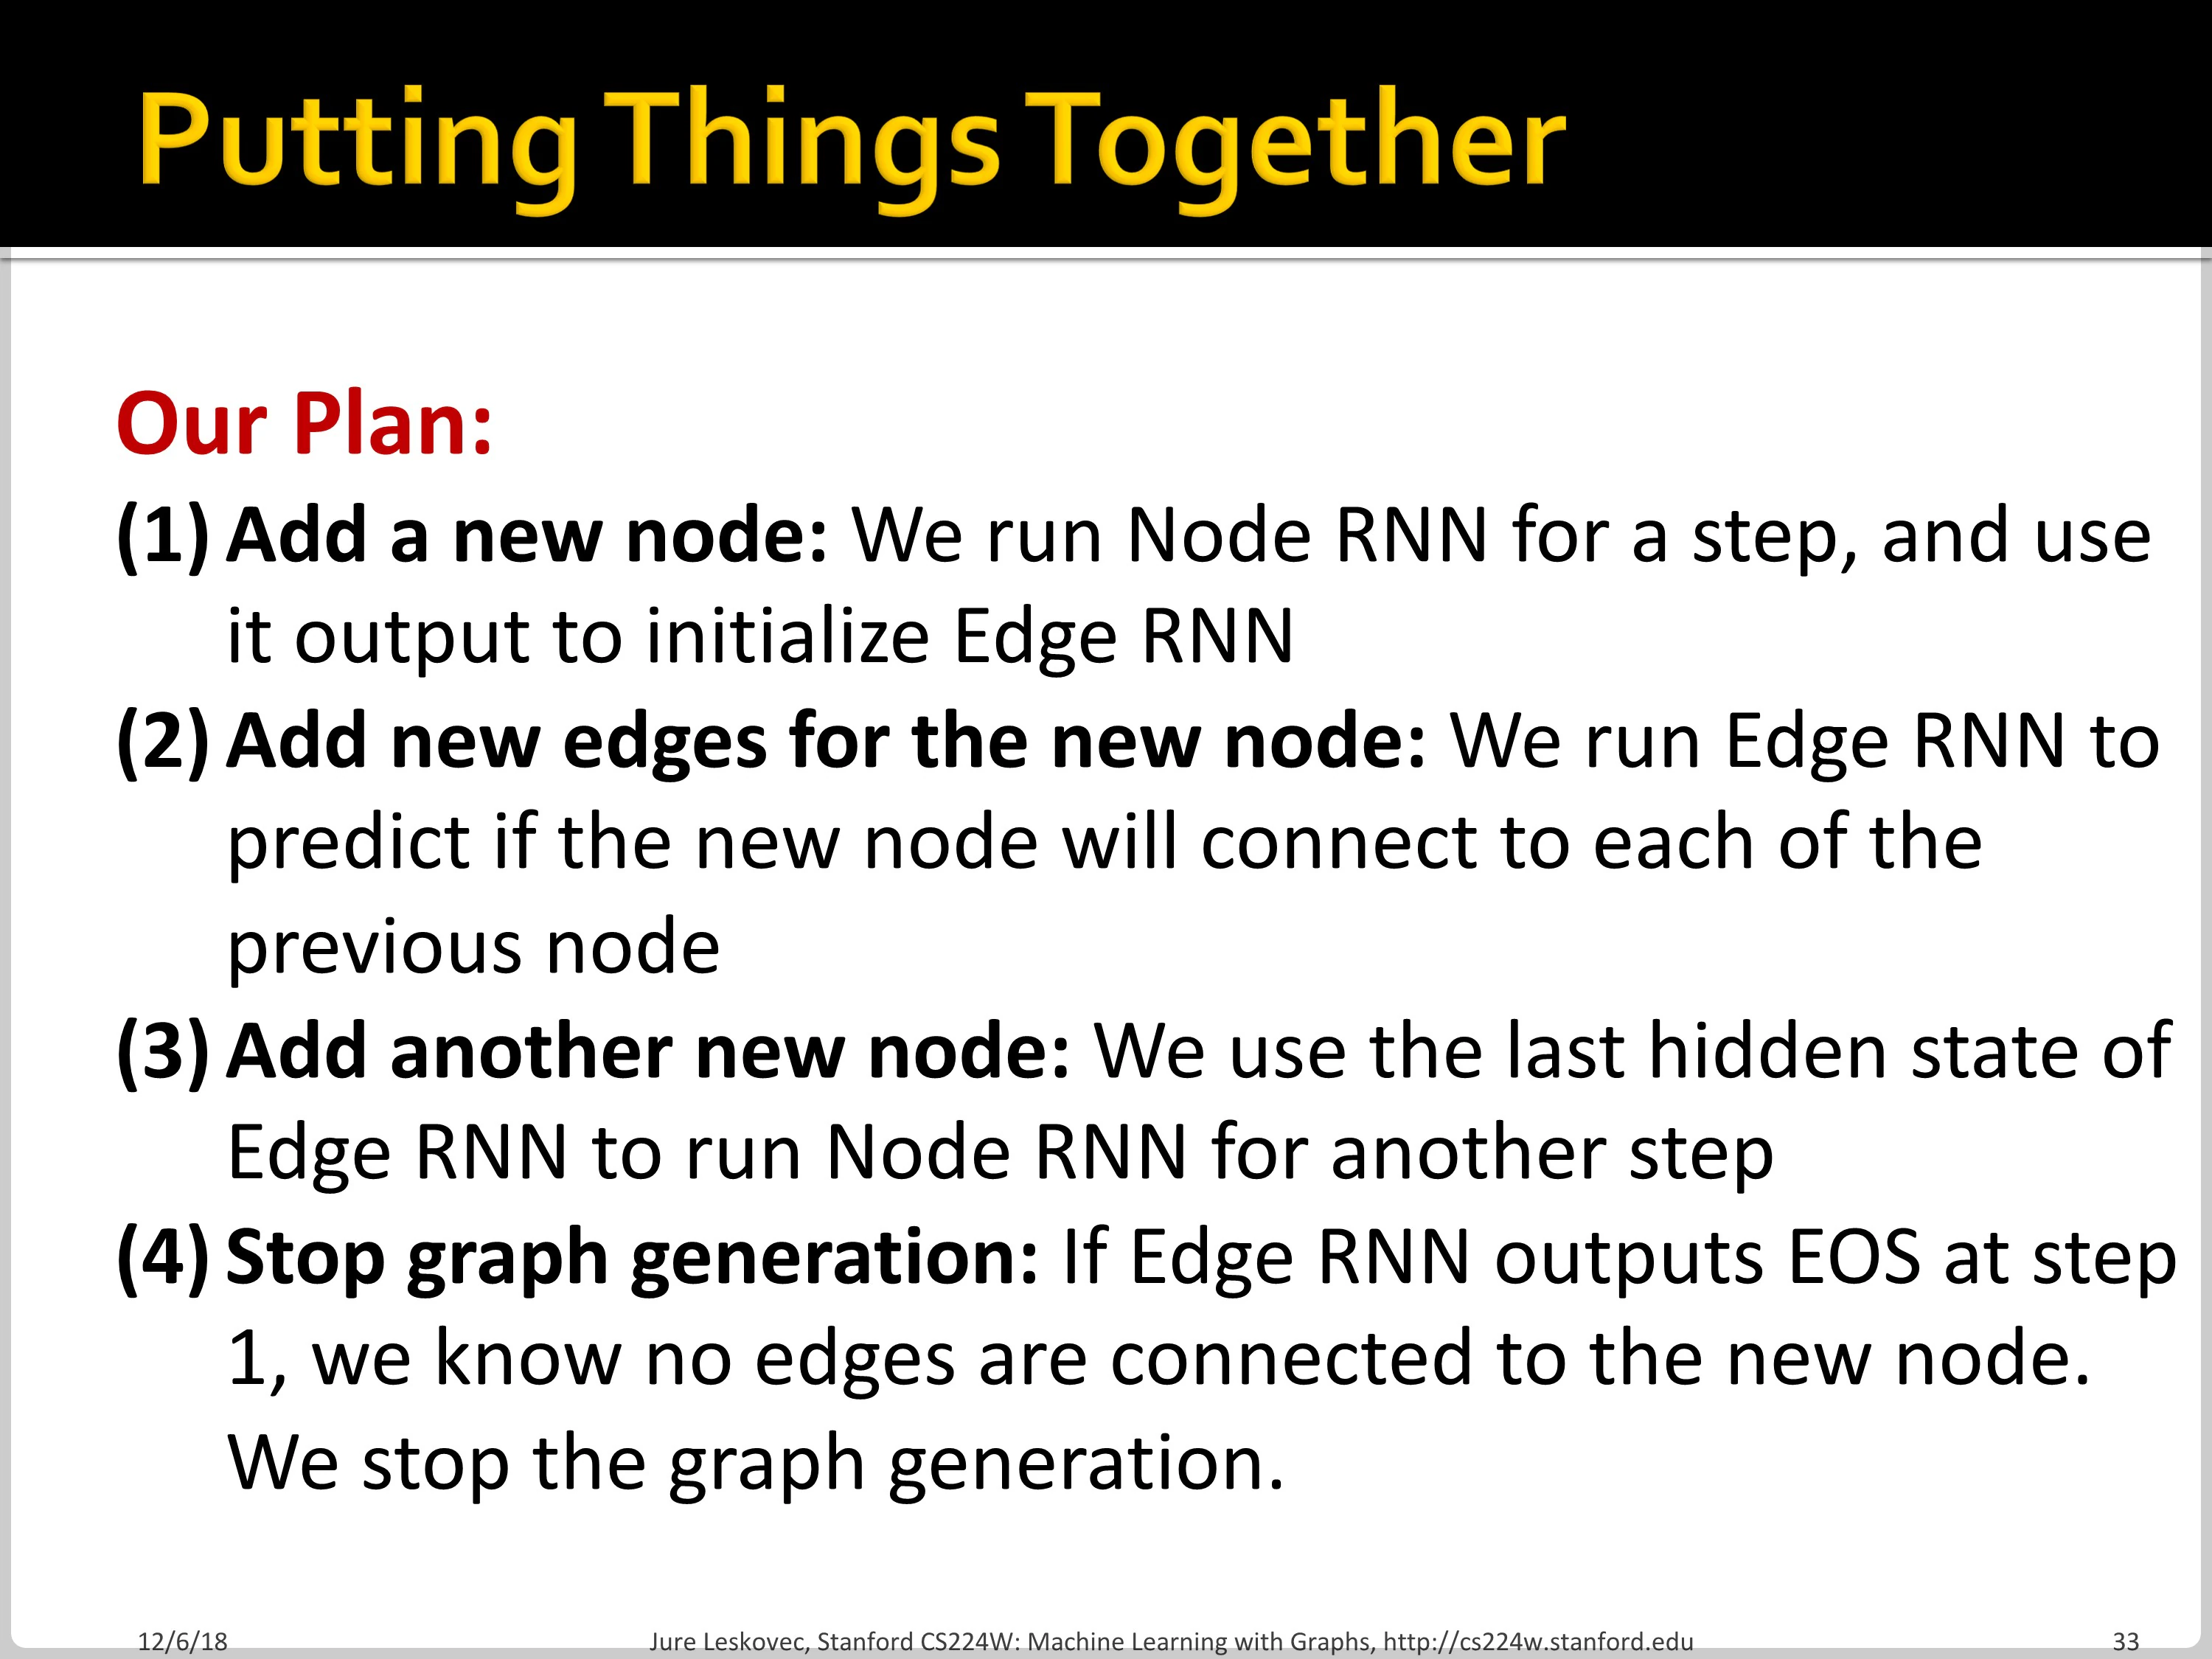 Putting Things Together
Our Plan:
(1) Add a new node: We run Node RNN for a step, and use
it output to initialize Edge RNN
(2) Add new edges for the new node: We run Edge RNN to
predict if the new node will connect to each of the
previous node
(3) Add another new node: We use the last hidden state of
Edge RNN to run Node RNN for another step
(4) Stop graph generation: If Edge RNN outputs EOS at step
1, we know no edges are connected to the new node.
We stop the graph generation.
12/6/18 Jure Leskovec, Stanford CS224W: Machine Learning with Graphs, http://cs224w.stanford.edu 33